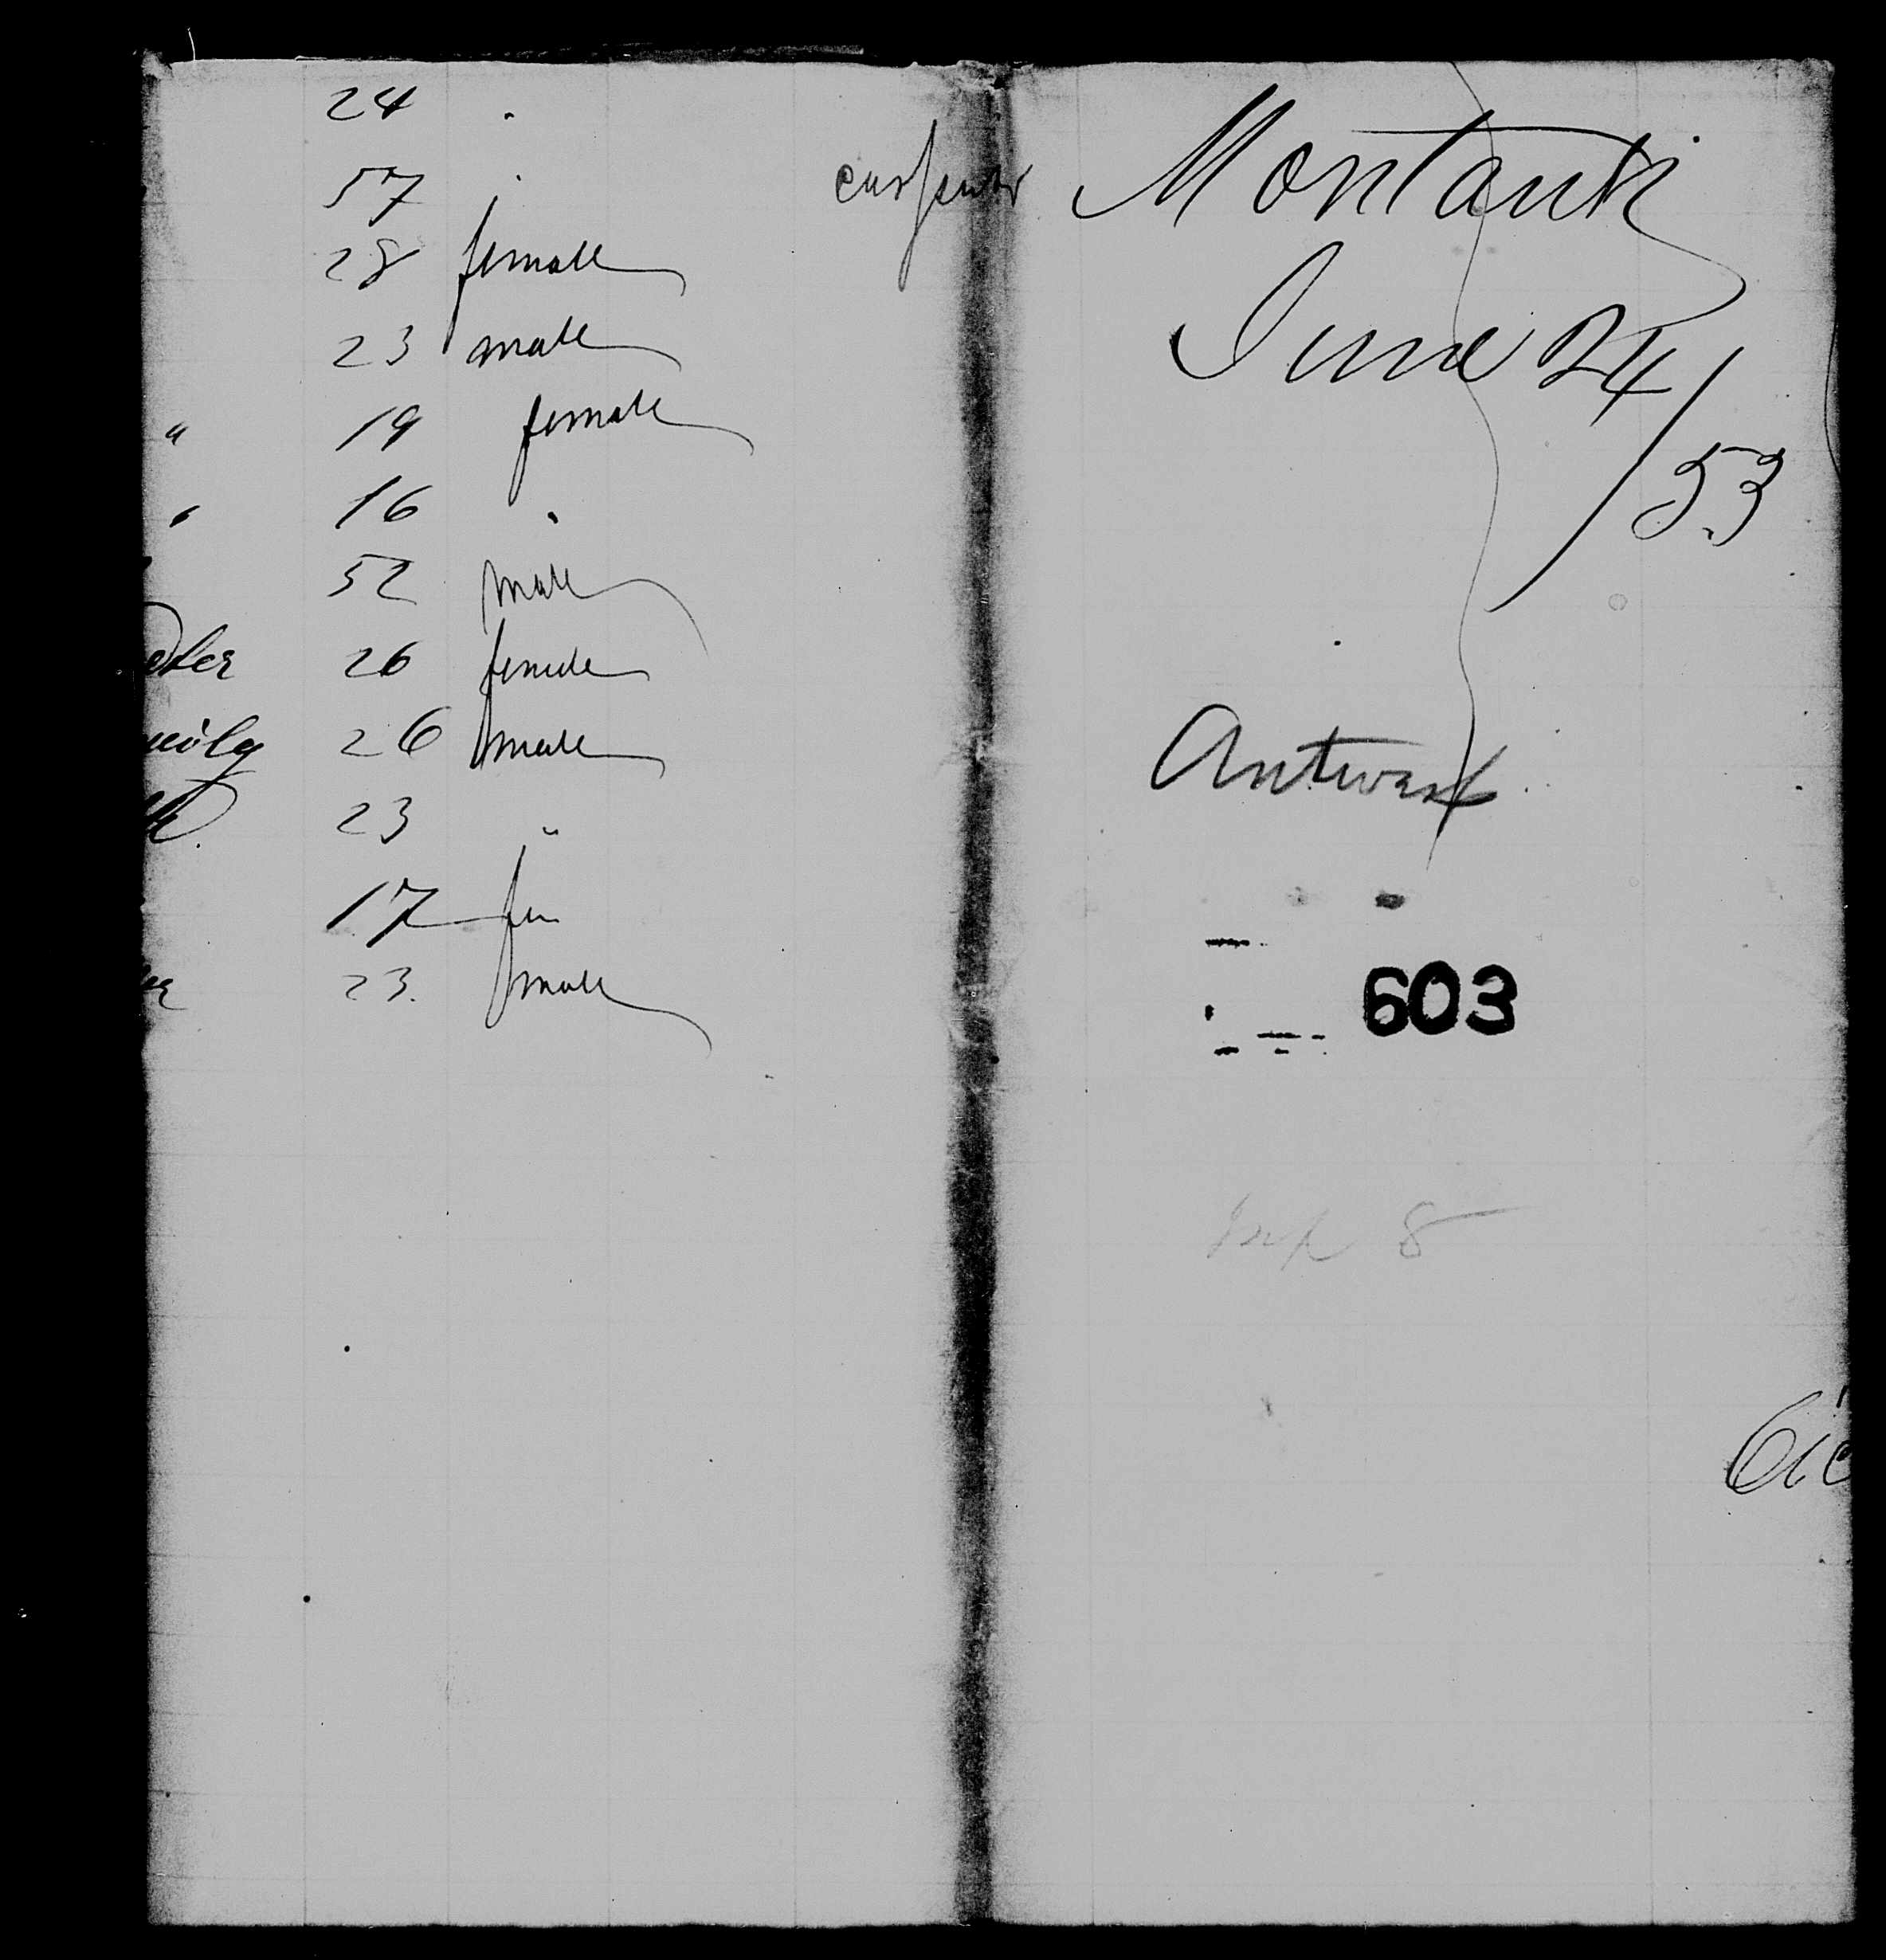 24 "
57 " carpenter
28 female
23 male
" 19 female
" 16 "
" 52 male
26 female
26 male
23 "
17 fem
23. male
Montauk
June 24/53
Antwerp
603